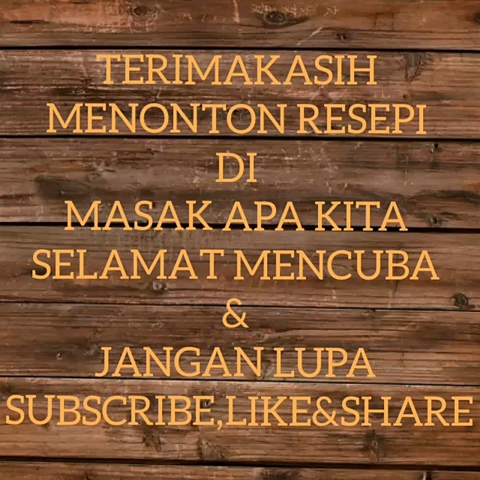 TERIMAKASIH
MENONTON RESEPI
DI
MASAK APA KITA
SELAMAT MENCUBA
&
JANGAN LUPA
SUBSCRIBE,LIKE&SHARE